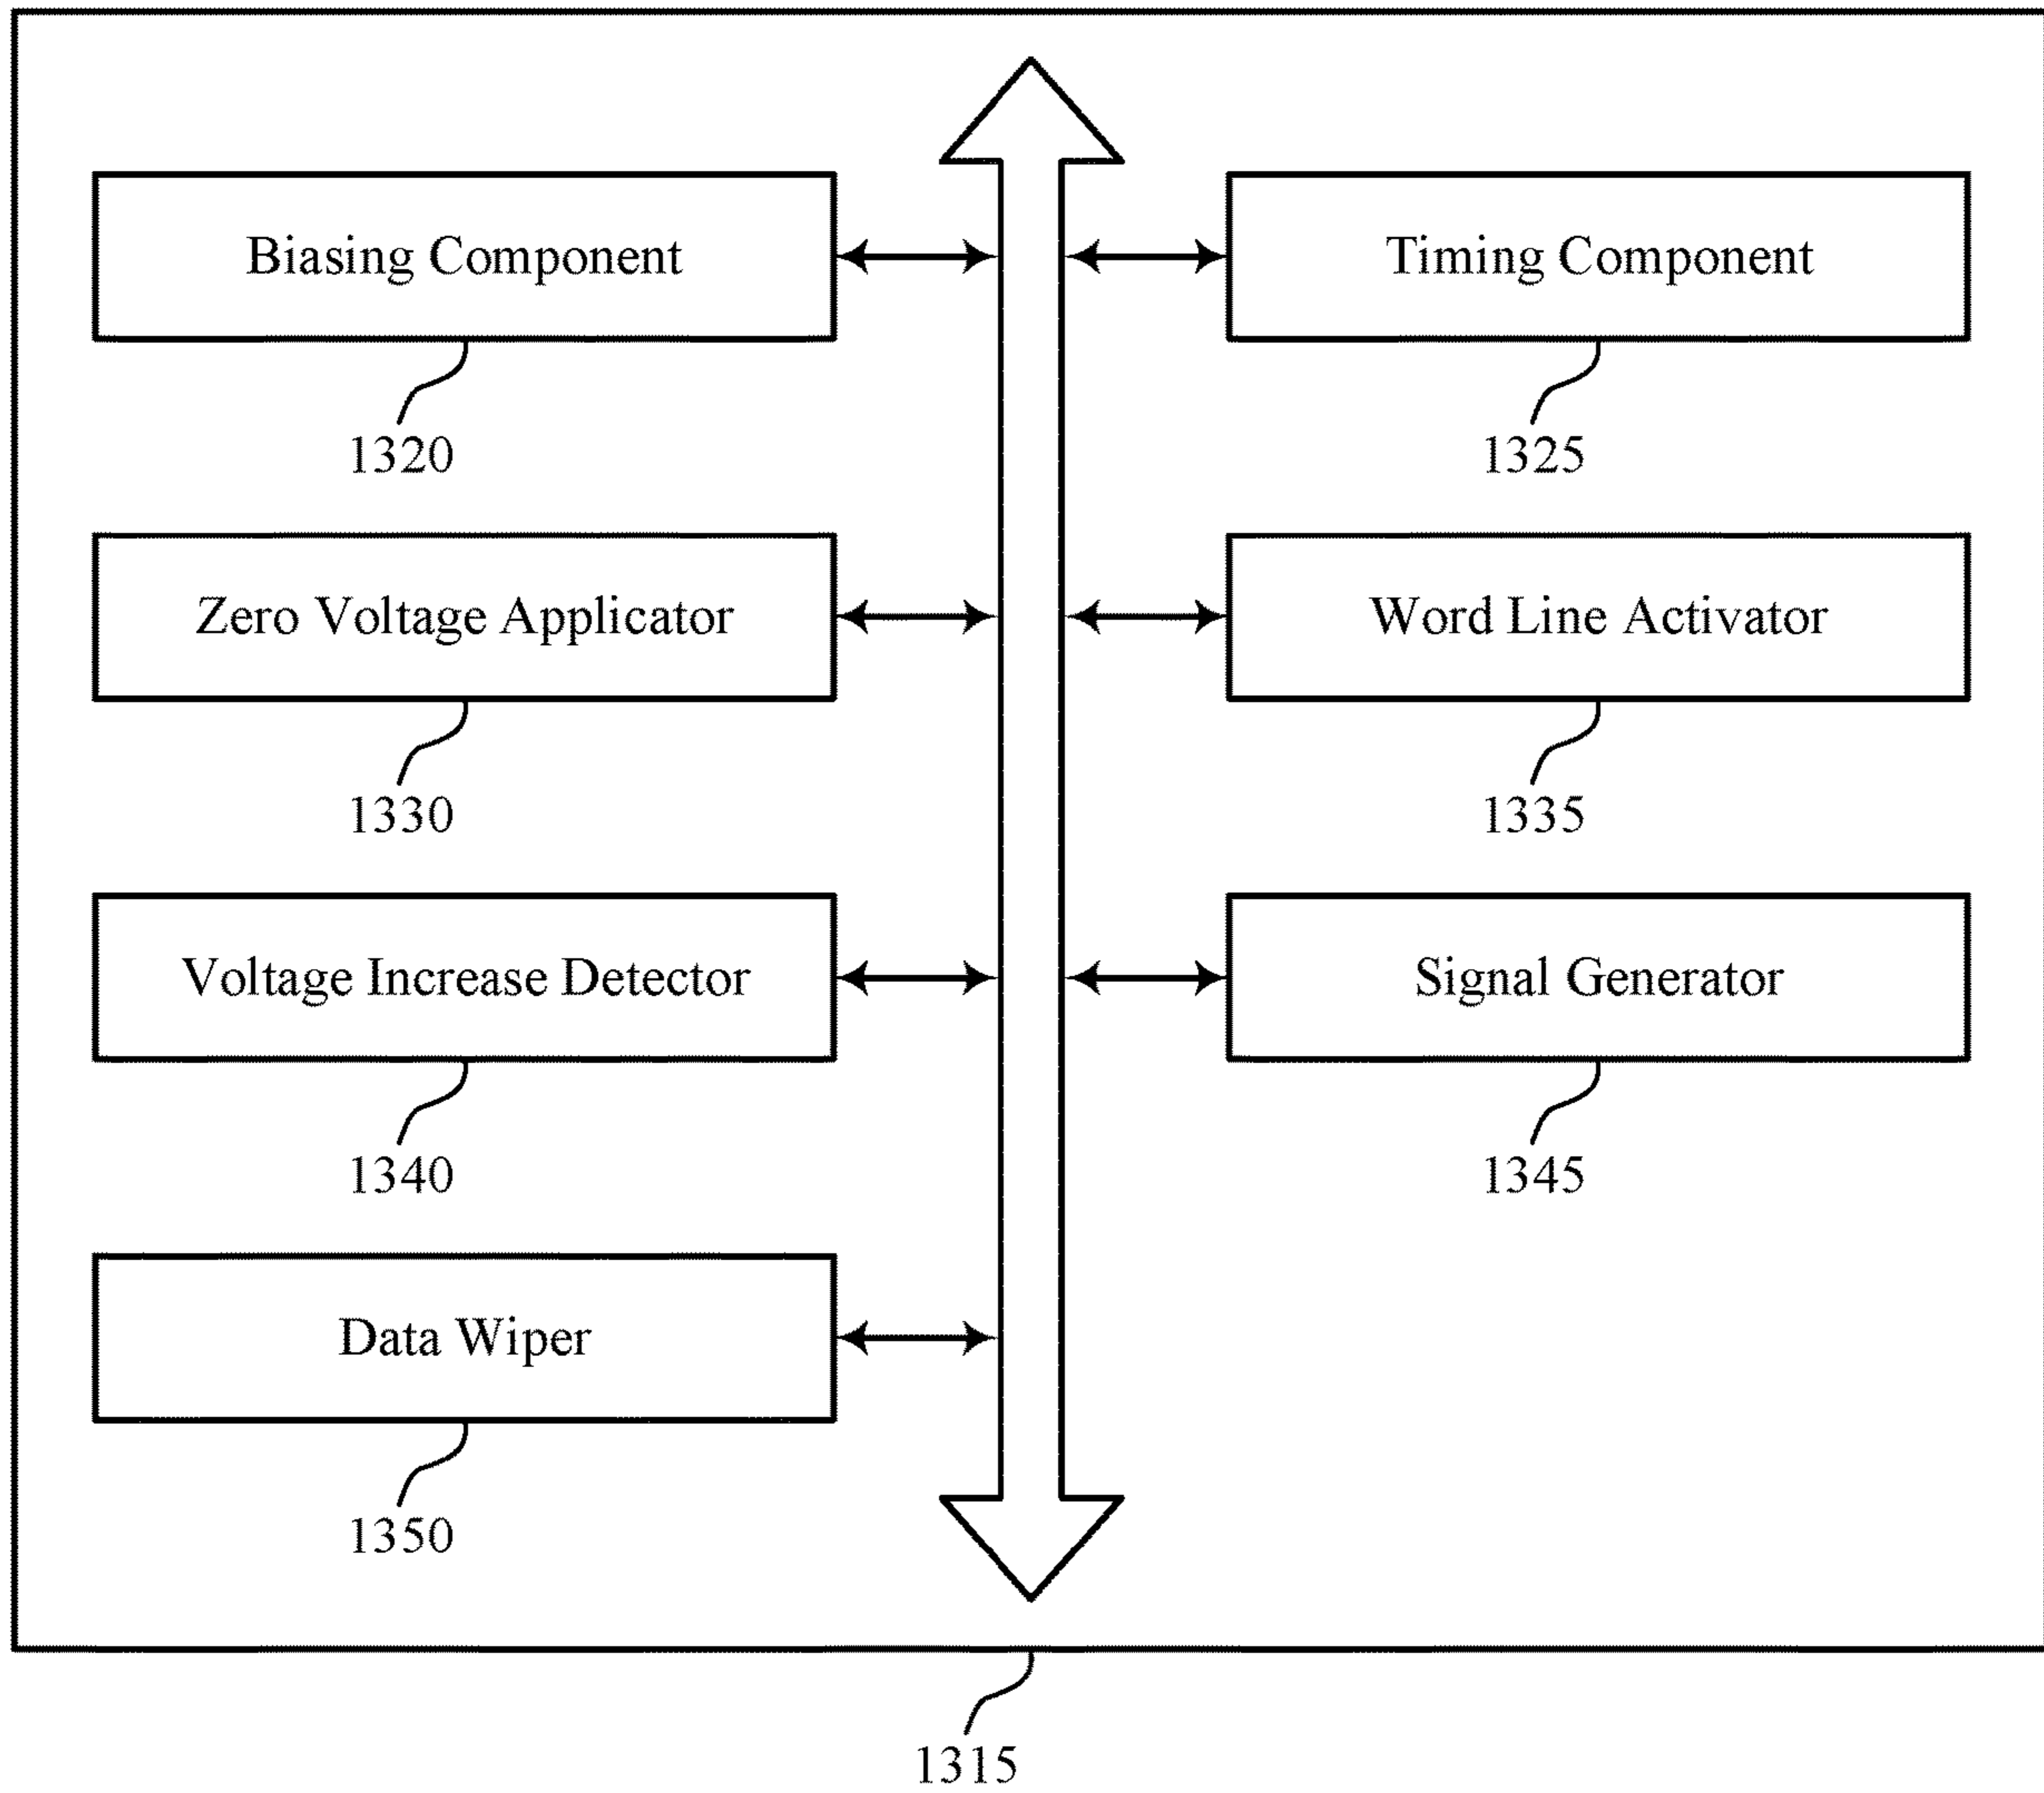 Biasing Component
Timing Component
1320
1325
Zero Voltage Applicator
Word Line Activator
1330
1335
Voltage Increase Detector
Signal Generator
1340
1345
Data Wiper
1350
1315